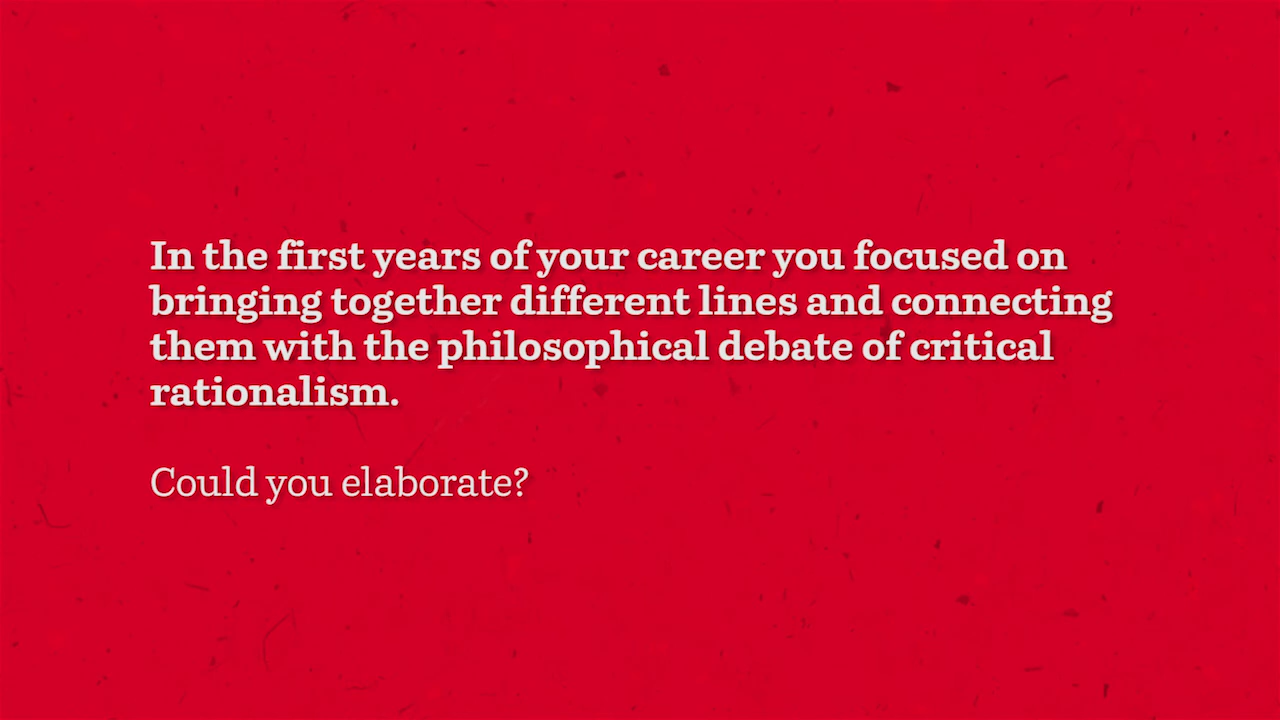 In the first years of your career you focused on
bringing together different lines and connecting
them with the philosophical debate of critical
rationalism.
Could you elaborate?